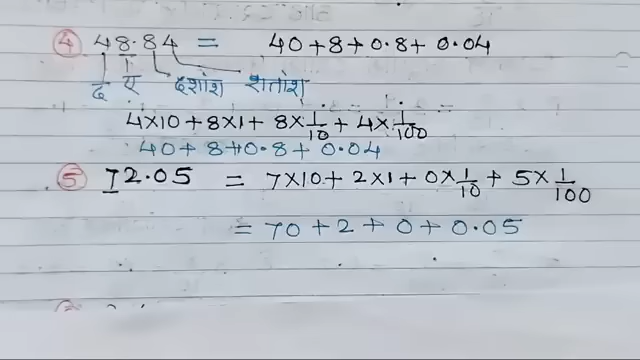 ④ 48.84 = 40+8+0.8+0.04
द ए दशांश शतांश
4×10 + 8×1 + 8×1/10 + 4×1/100
40+8+0.8+0.04
⑤ 72.05 = 7×10+2×1+0×1/10+5×1/100
= 70+2+0+0.05